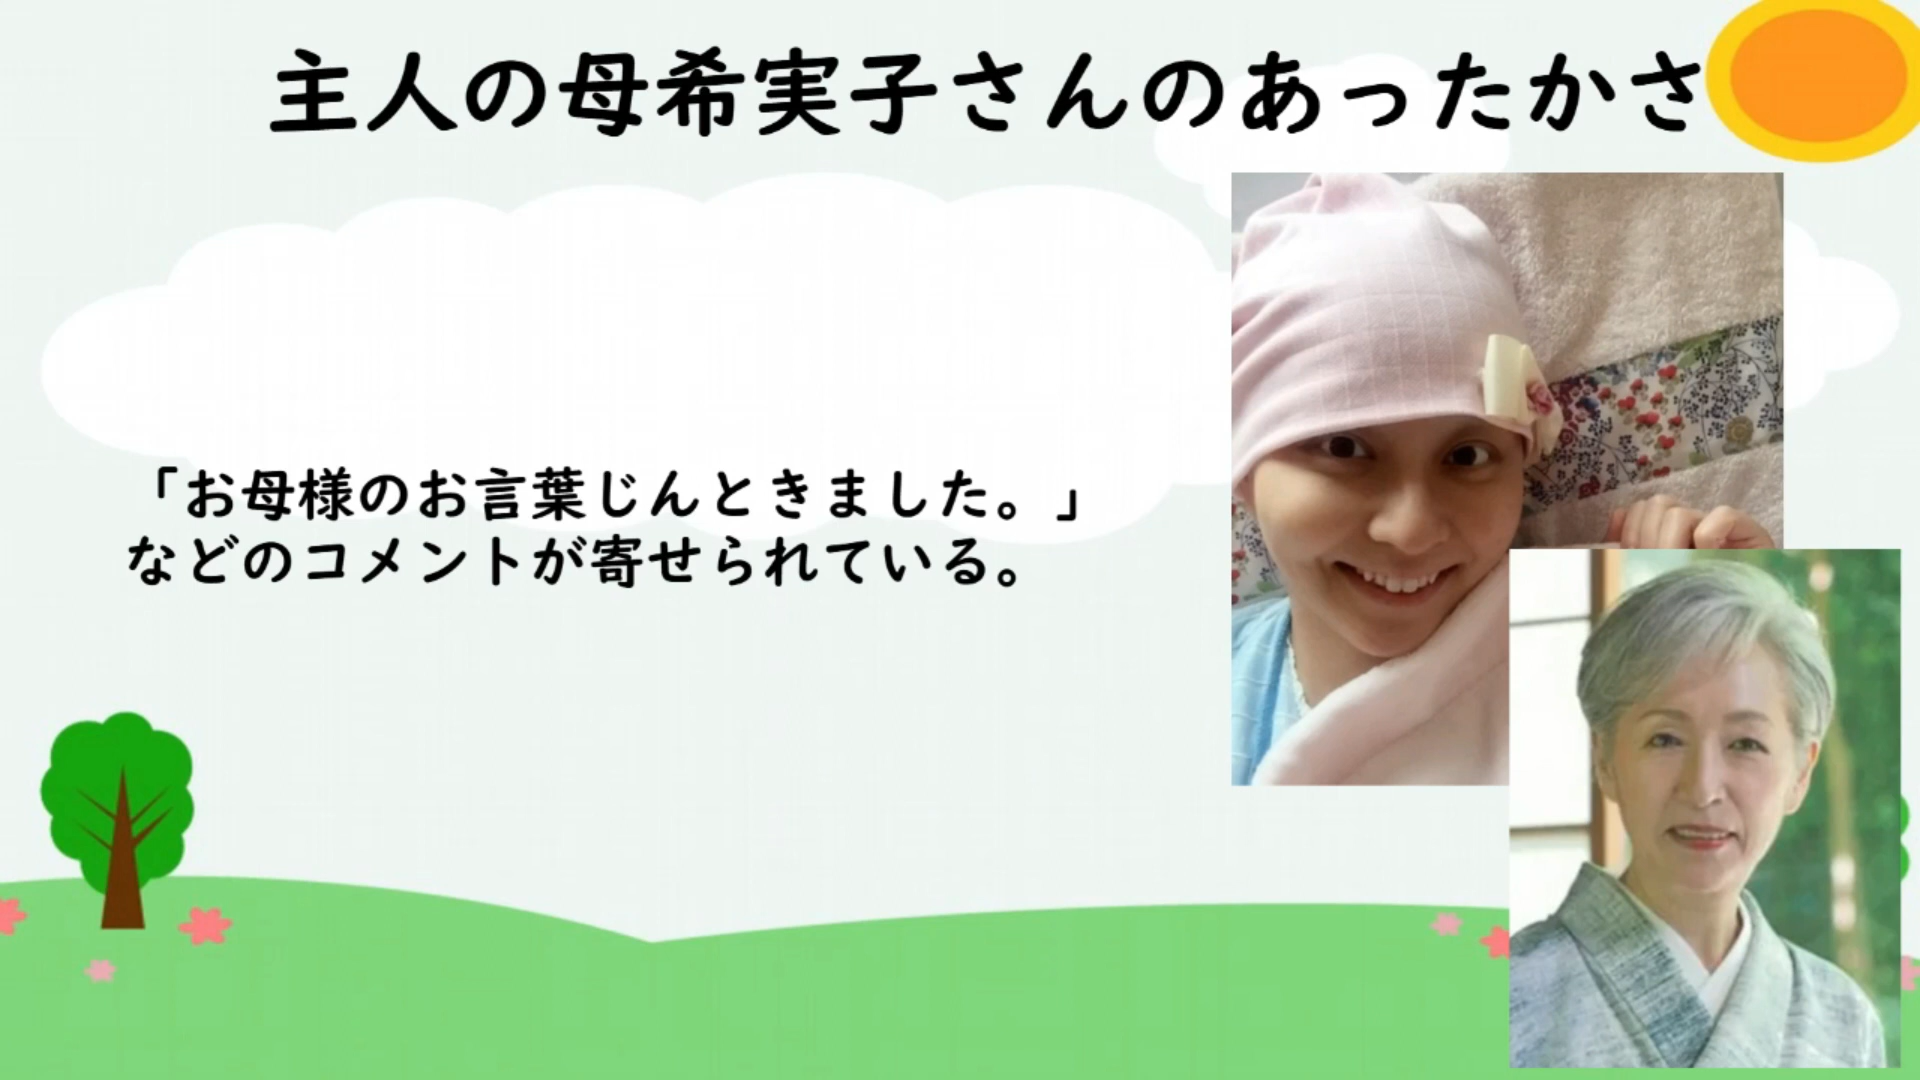 主人の母希実子さんのあったかさ
「お母様のお言葉じんときました。」
などのコメントが寄せられている。